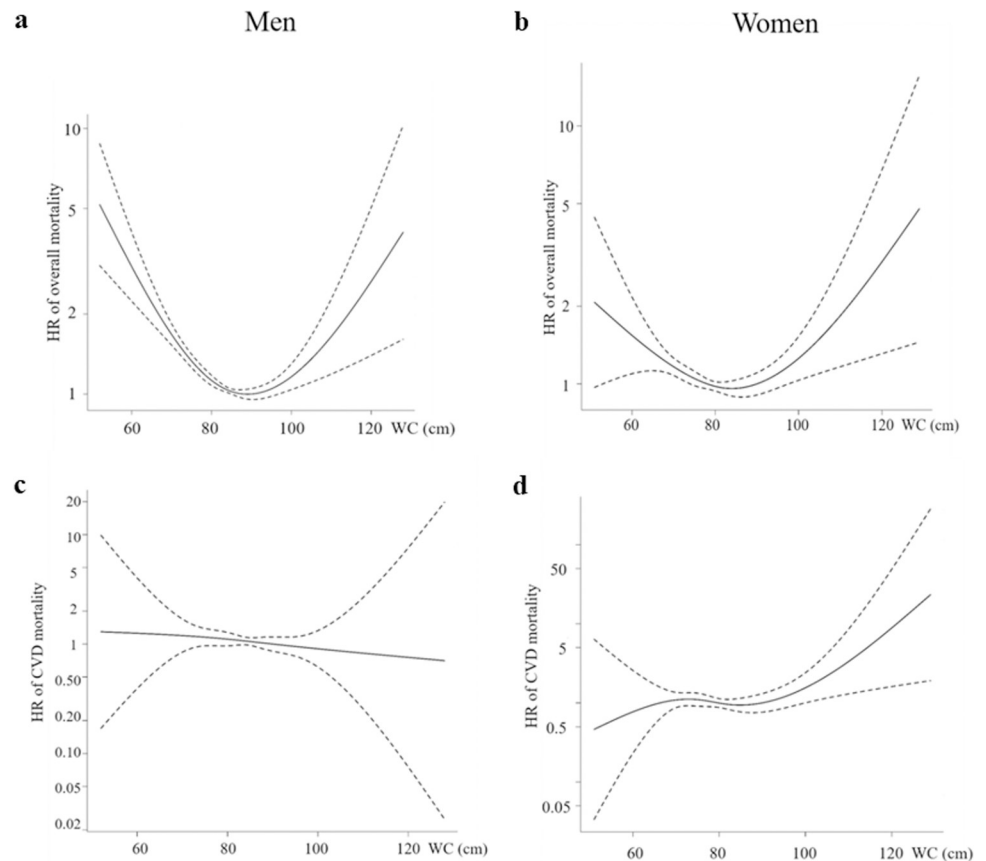 a Men
b Women
HR of overall mortality
10
5
2
1
60 80 100 120 WC (cm)
HR of overall mortality
10
5
2
1
60 80 100 120 WC (cm)
c
HR of CVD mortality
20
10
5
2
1
0.50
0.20
0.10
0.05
0.02
60 80 100 120 WC (cm)
d
HR of CVD mortality
50
5
0.5
0.05
60 80 100 120 WC (cm)